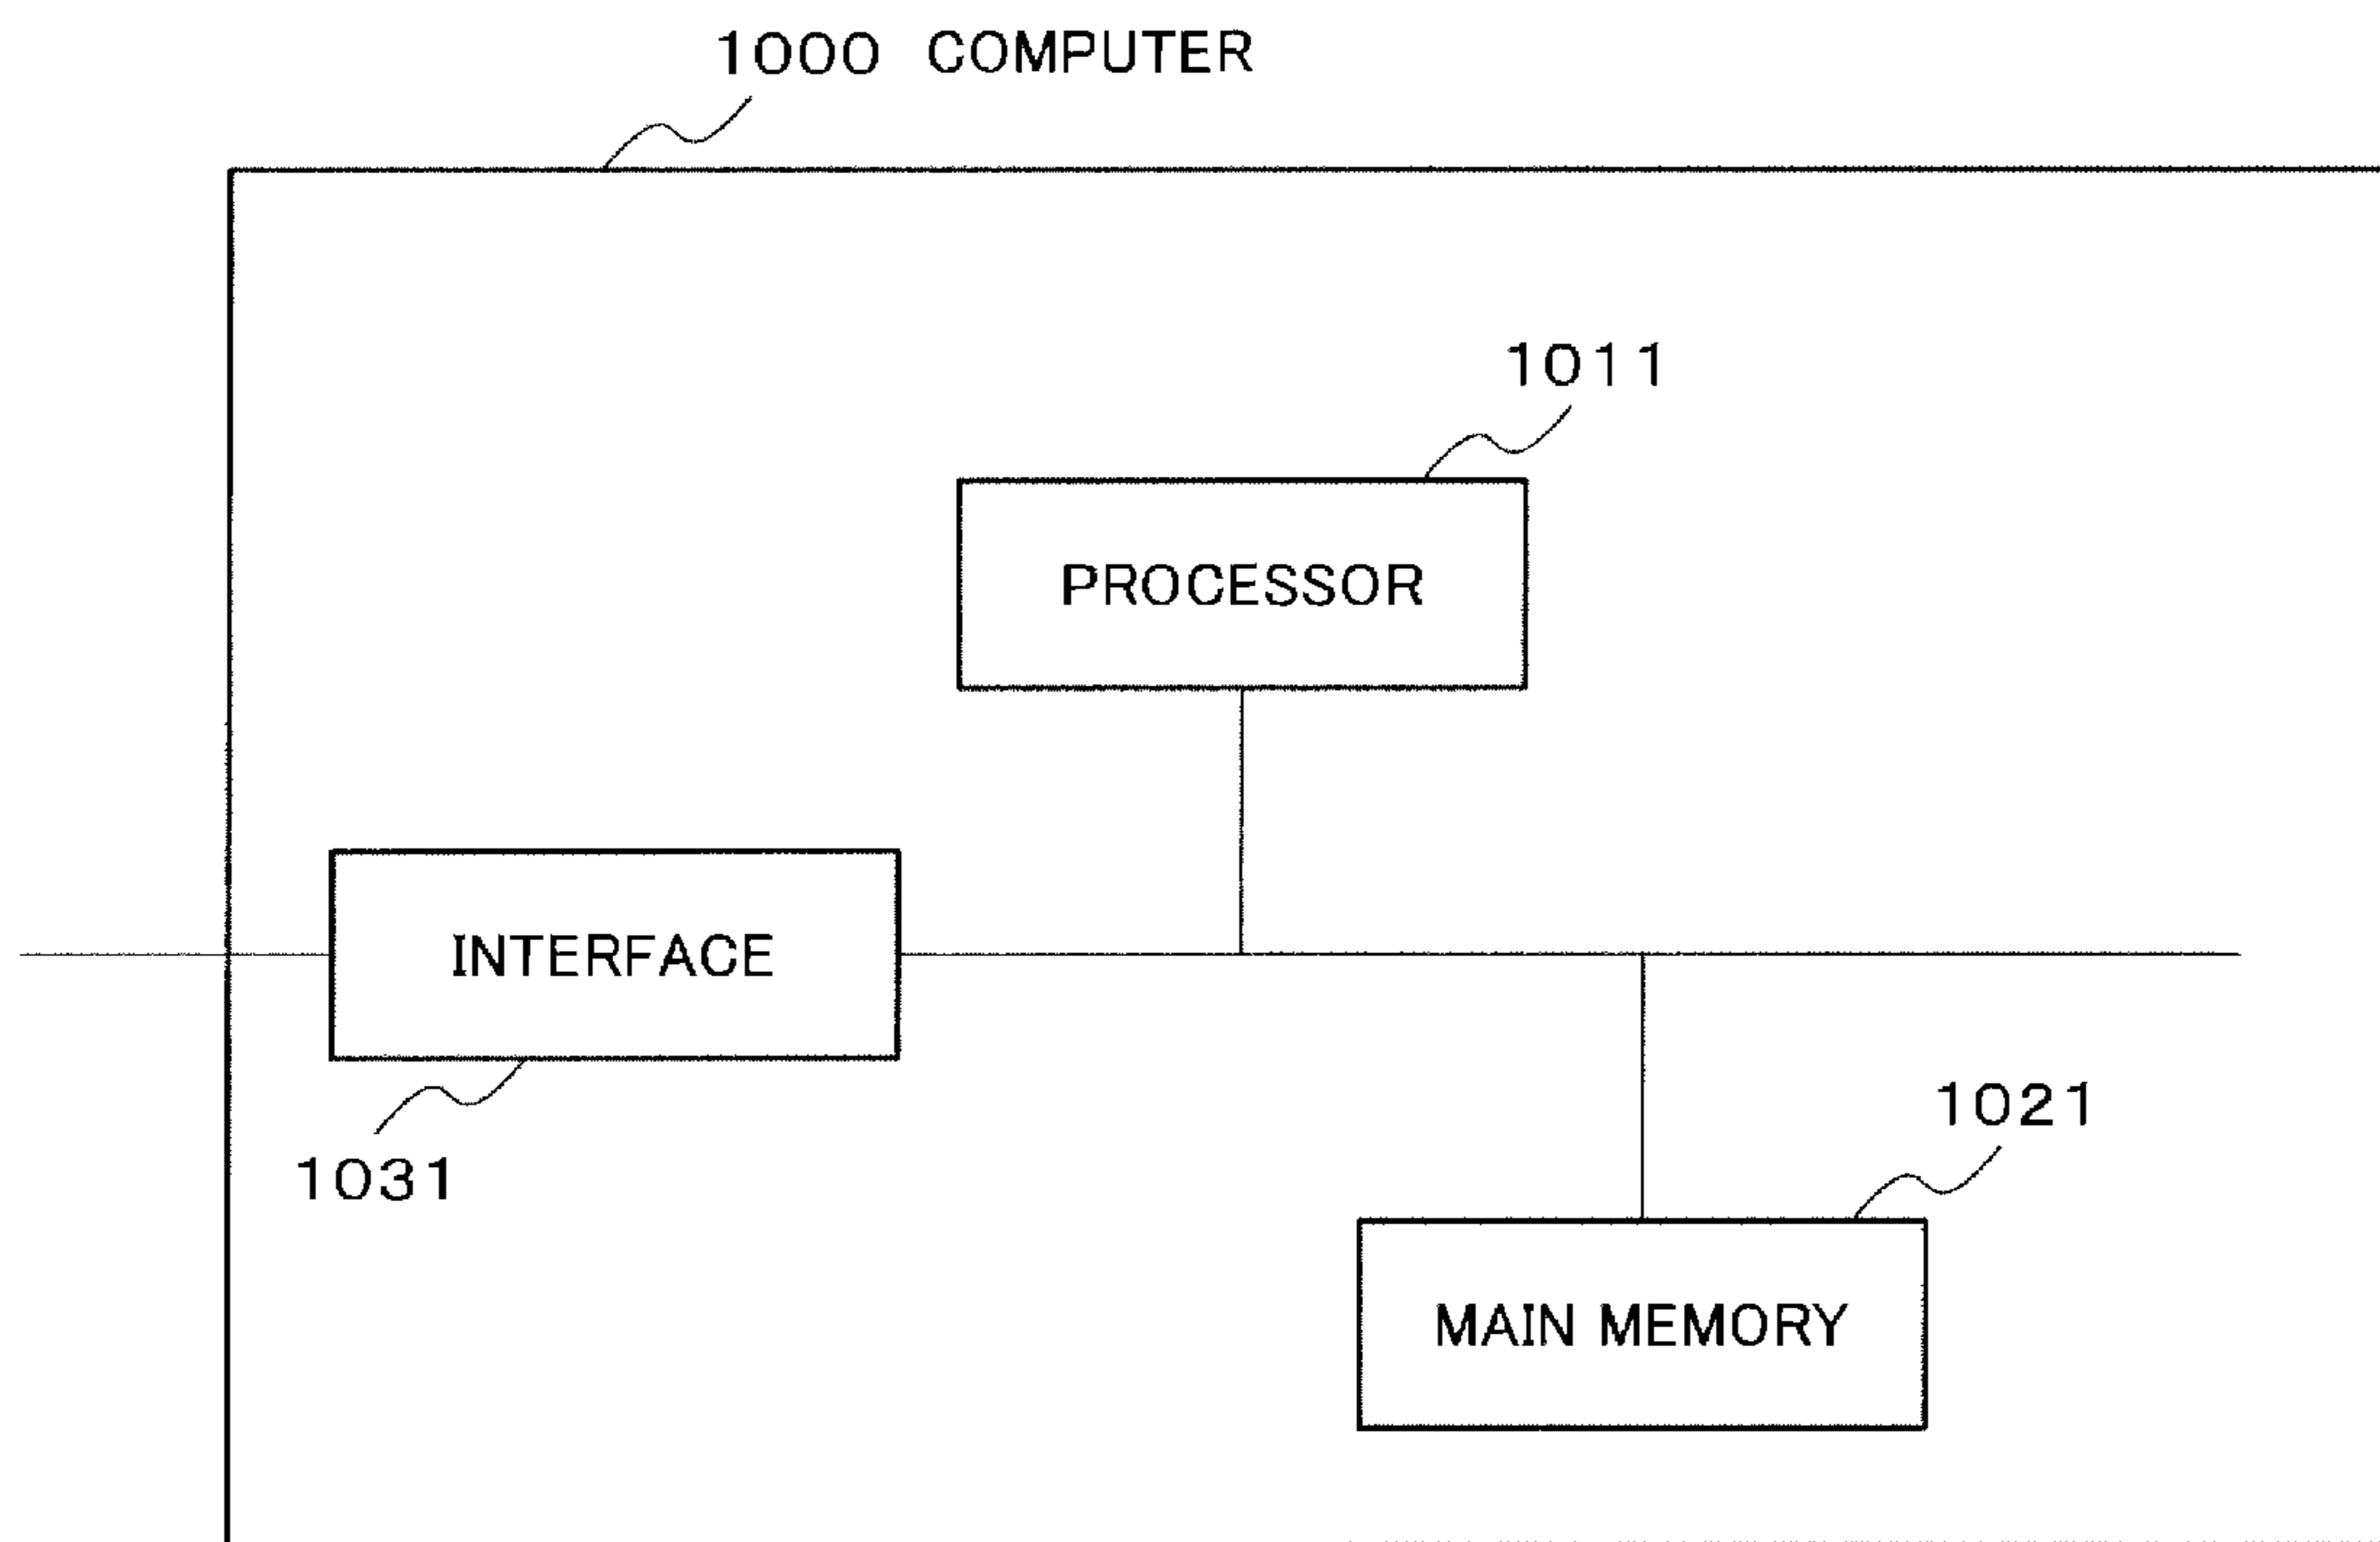 1000 COMPUTER
1011
PROCESSOR
INTERFACE
1031
1021
MAIN MEMORY